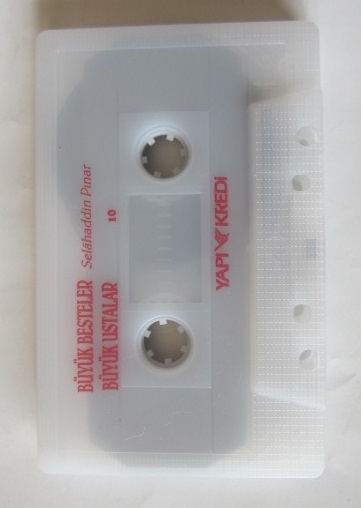 BÜYÜK BESTELER Selâhaddin Pınar
BÜYÜK USTALAR 10
YAPI KREDİ